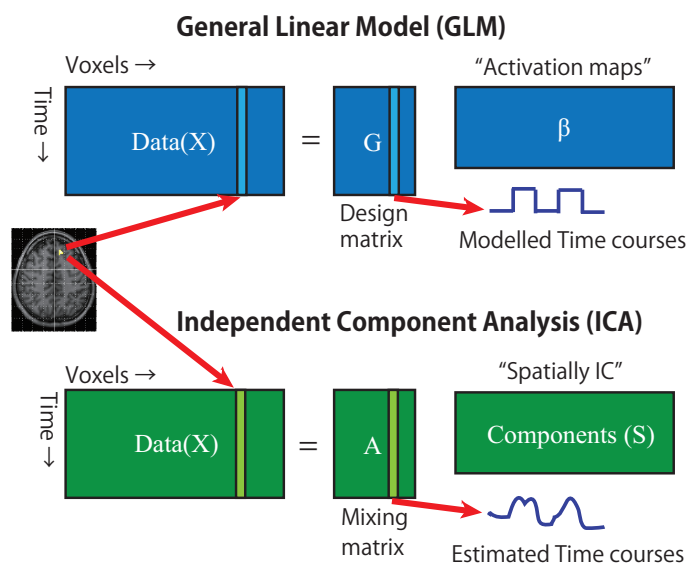 General Linear Model (GLM)
Voxels →
"Activation maps"
Time →
Data(X)
=
G
β
Design
matrix
Modelled Time courses
Independent Component Analysis (ICA)
Voxels →
“Spatially IC”
Time →
Data(X)
=
A
Components (S)
Mixing
matrix
Estimated Time courses